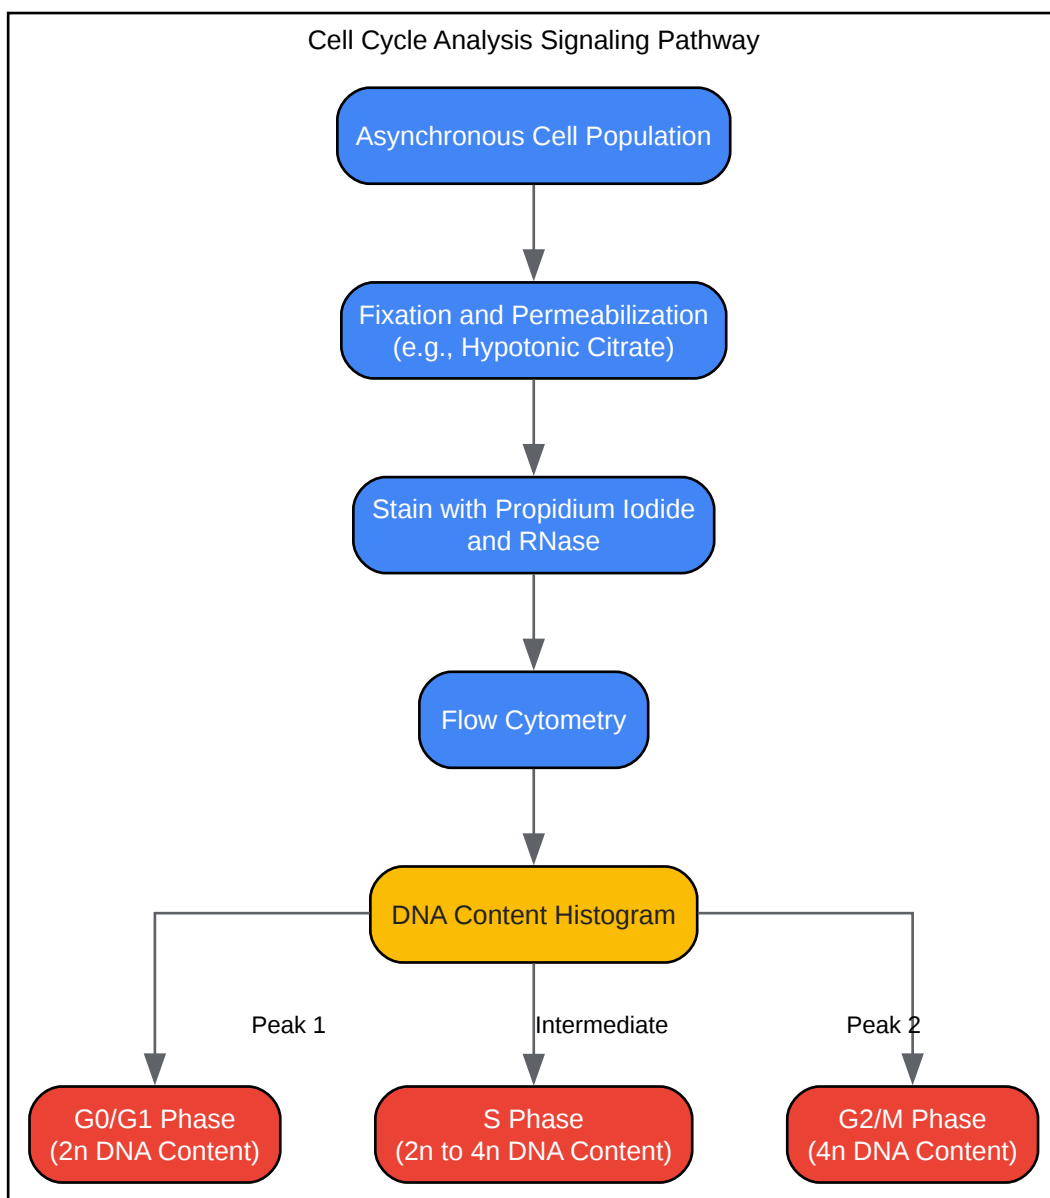 Cell Cycle Analysis Signaling Pathway
Asynchronous Cell Population
Fixation and Permeabilization
(e.g., Hypotonic Citrate)
Stain with Propidium Iodide
and RNase
Flow Cytometry
DNA Content Histogram
Peak 1
Intermediate
Peak 2
G0/G1 Phase
(2n DNA Content)
S Phase
(2n to 4n DNA Content)
G2/M Phase
(4n DNA Content)